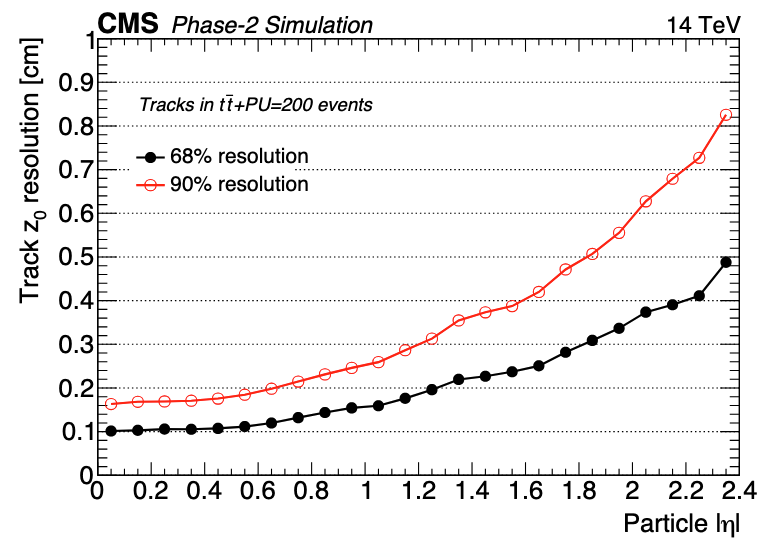 CMS Phase-2 Simulation 14 TeV
Track z₀ resolution [cm]
1
0.9
0.8
0.7
0.6
0.5
0.4
0.3
0.2
0.1
0
Tracks in tt̄+PU=200 events
68% resolution
90% resolution
0 0.2 0.4 0.6 0.8 1 1.2 1.4 1.6 1.8 2 2.2 2.4
Particle |η|